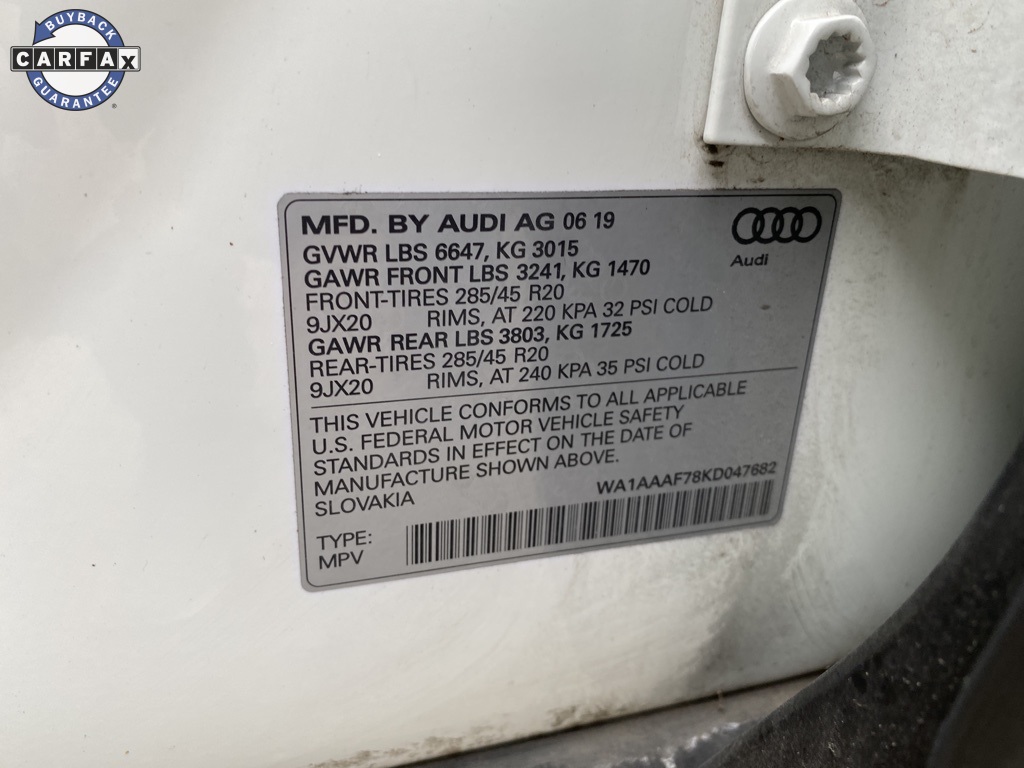 BUYBACK
CARFAX
GUARANTEE
®
MFD. BY AUDI AG 06 19
Audi
GVWR LBS 6647, KG 3015
GAWR FRONT LBS 3241, KG 1470
FRONT-TIRES 285/45 R20
9JX20 RIMS, AT 220 KPA 32 PSI COLD
GAWR REAR LBS 3803, KG 1725
REAR-TIRES 285/45 R20
9JX20 RIMS, AT 240 KPA 35 PSI COLD
THIS VEHICLE CONFORMS TO ALL APPLICABLE
U.S. FEDERAL MOTOR VEHICLE SAFETY
STANDARDS IN EFFECT ON THE DATE OF
MANUFACTURE SHOWN ABOVE.
SLOVAKIA WA1AAAF78KD047682
TYPE:
MPV